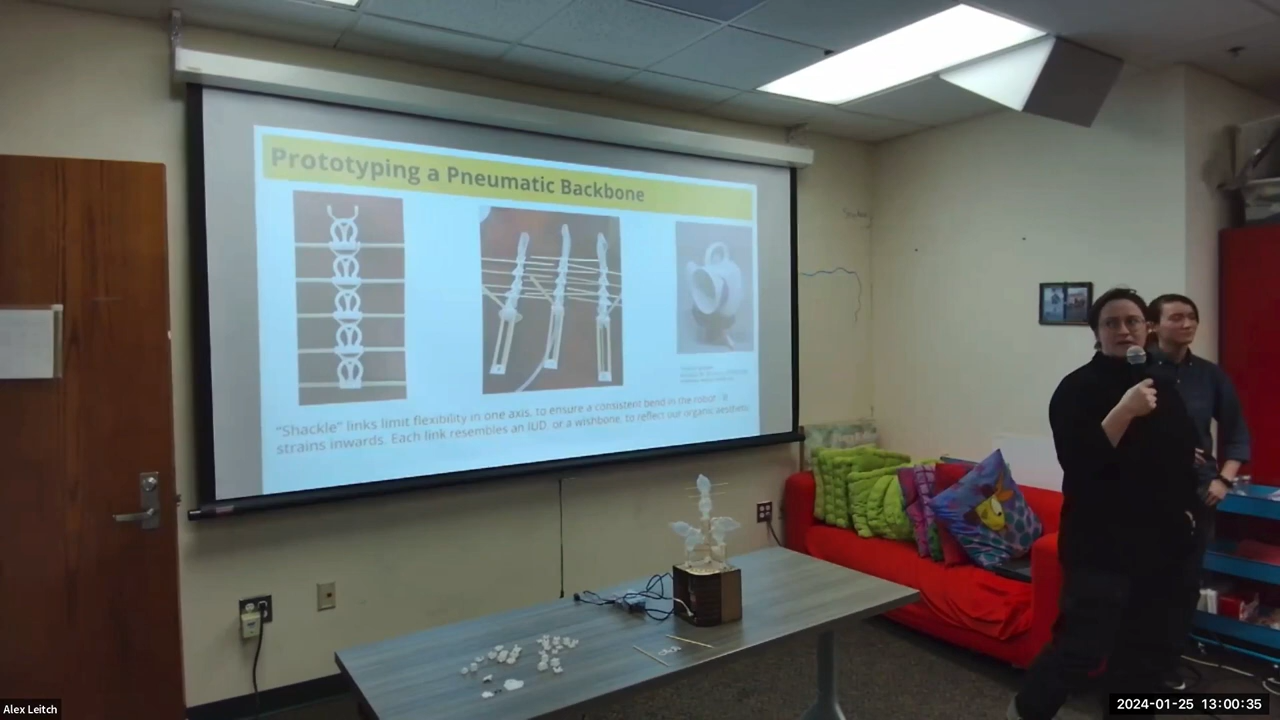 Prototyping a Pneumatic Backbone
"Shackle" links limit flexibility in one axis, to ensure a consistent bend in the robot - it
strains inwards. Each link resembles an IUD, or a wishbone, to reflect our organic aesthetic
Alex Leitch
2024-01-25 13:00:35